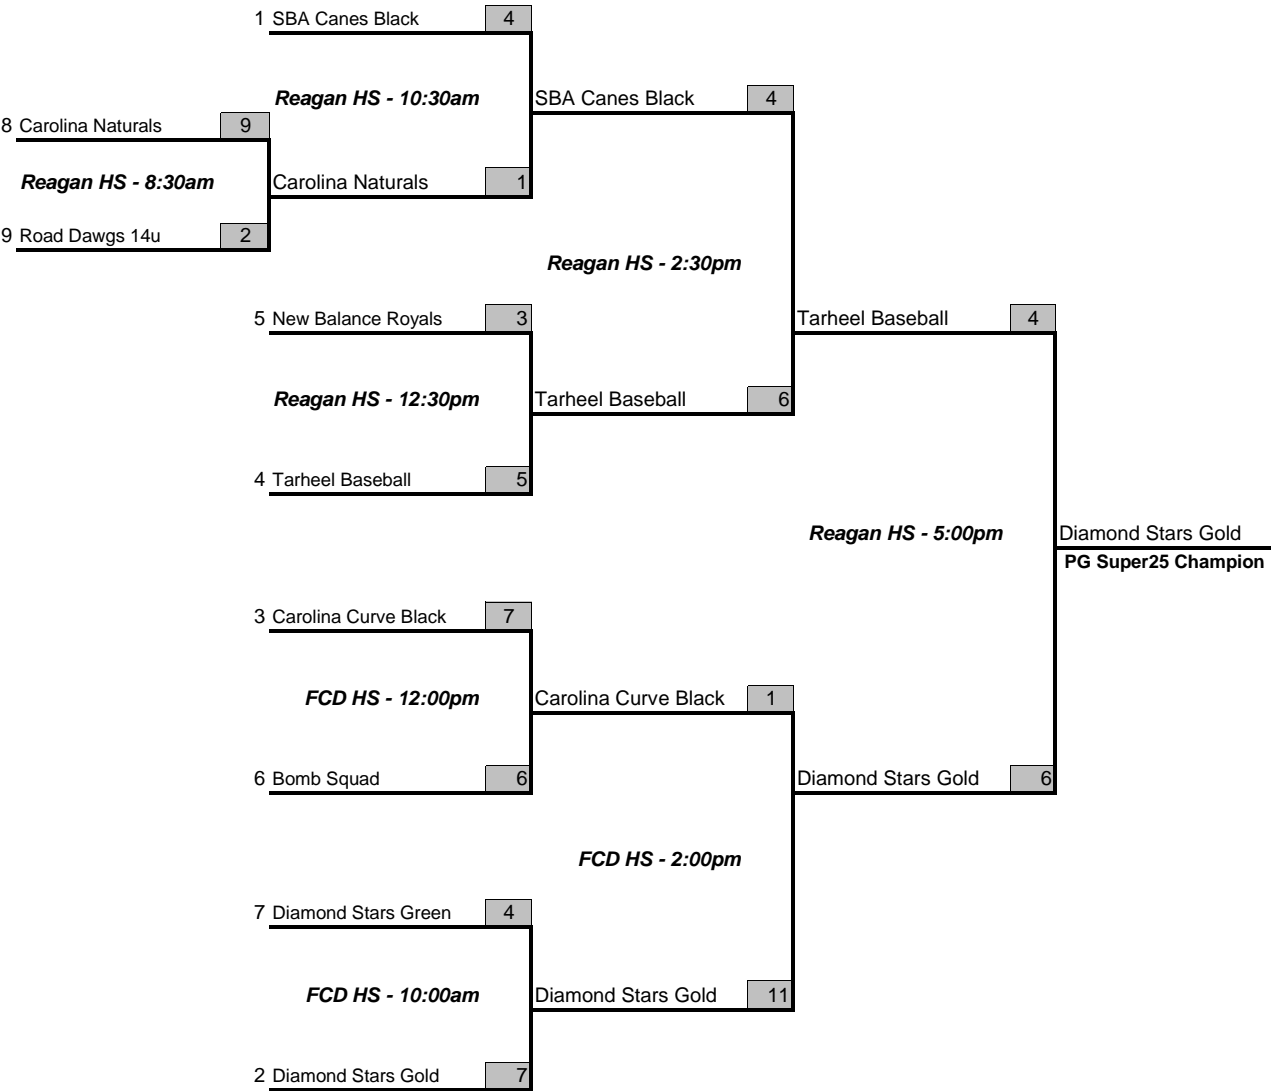 1 SBA Canes Black 4
Reagan HS - 10:30am
SBA Canes Black 4
8 Carolina Naturals 9
Reagan HS - 8:30am
Carolina Naturals 1
9 Road Dawgs 14u 2
Reagan HS - 2:30pm
5 New Balance Royals 3
Tarheel Baseball 4
Reagan HS - 12:30pm
Tarheel Baseball 6
4 Tarheel Baseball 5
Reagan HS - 5:00pm
Diamond Stars Gold
PG Super25 Champion
3 Carolina Curve Black 7
FCD HS - 12:00pm
Carolina Curve Black 1
6 Bomb Squad 6
Diamond Stars Gold 6
FCD HS - 2:00pm
7 Diamond Stars Green 4
FCD HS - 10:00am
Diamond Stars Gold 11
2 Diamond Stars Gold 7